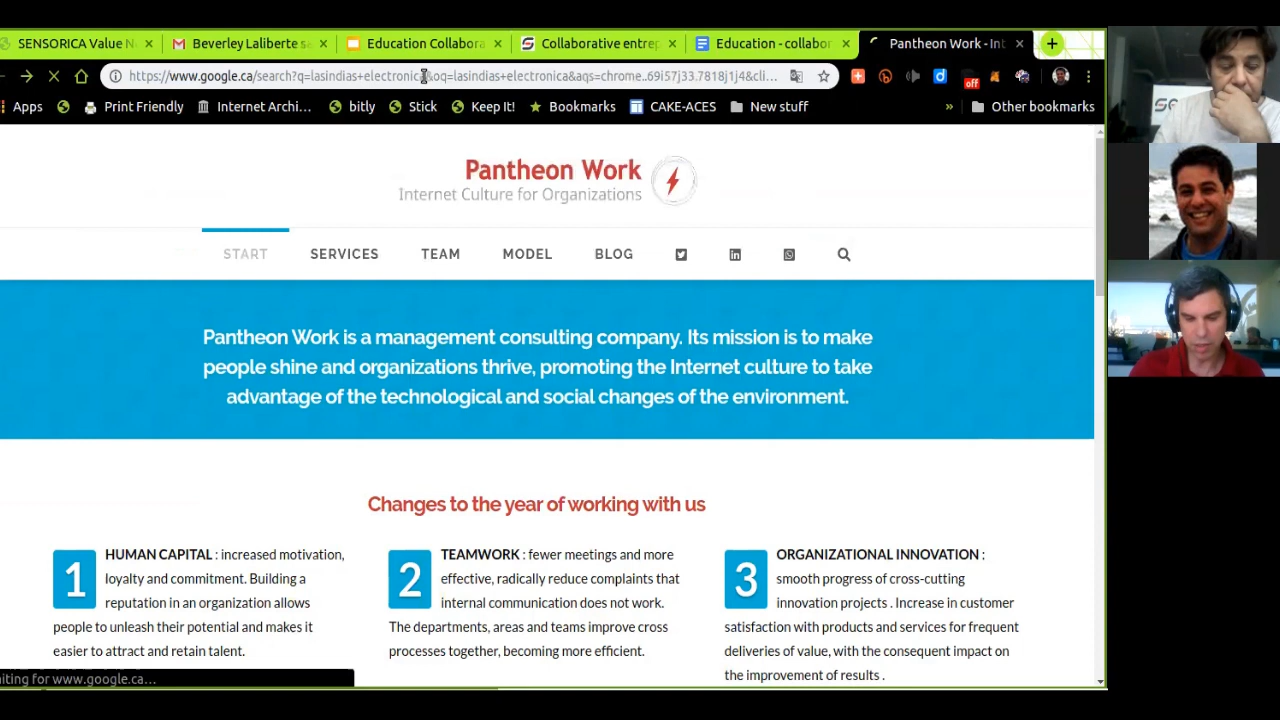 SENSORICA Value N
Beverley Laliberte se
Education Collabora
Collaborative entrep
Education - collabor
Pantheon Work - Int
https://www.google.ca/search?q=lasindias+electronica&oq=lasindias+electronica&aqs=chrome..69i57j33.7818j1j4&cli...
off
Apps
Print Friendly
Internet Archi...
bitly
Stick
Keep It!
Bookmarks
CAKE-ACES
New stuff
»
Other bookmarks
Pantheon Work
Internet Culture for Organizations
START
SERVICES
TEAM
MODEL
BLOG
Pantheon Work is a management consulting company. Its mission is to make
people shine and organizations thrive, promoting the Internet culture to take
advantage of the technological and social changes of the environment.
Changes to the year of working with us
1
HUMAN CAPITAL : increased motivation,
loyalty and commitment. Building a
reputation in an organization allows
people to unleash their potential and makes it
easier to attract and retain talent.
2
TEAMWORK : fewer meetings and more
effective, radically reduce complaints that
internal communication does not work.
The departments, areas and teams improve cross
processes together, becoming more efficient.
3
ORGANIZATIONAL INNOVATION :
smooth progress of cross-cutting
innovation projects . Increase in customer
satisfaction with products and services for frequent
deliveries of value, with the consequent impact on
the improvement of results .
iting for www.google.ca...